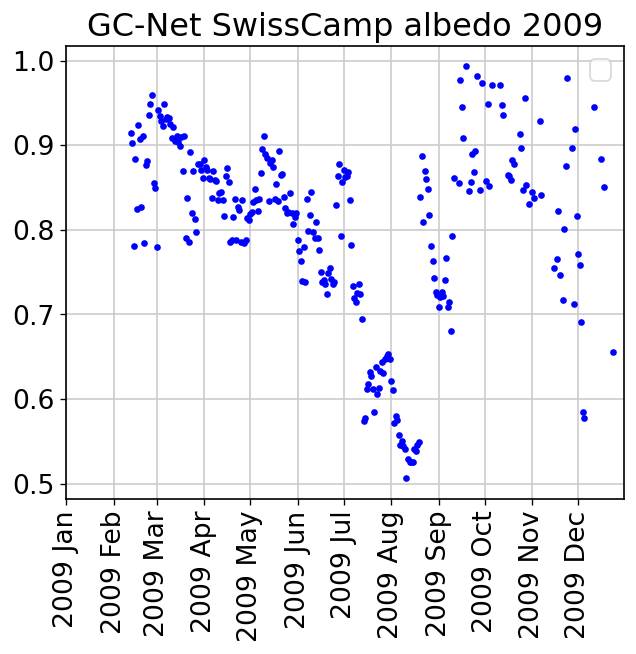 GC-Net SwissCamp albedo 2009
1.0
0.9
0.8
0.7
0.6
0.5
2009 Jan
2009 Feb
2009 Mar
2009 Apr
2009 May
2009 Jun
2009 Jul
2009 Aug
2009 Sep
2009 Oct
2009 Nov
2009 Dec